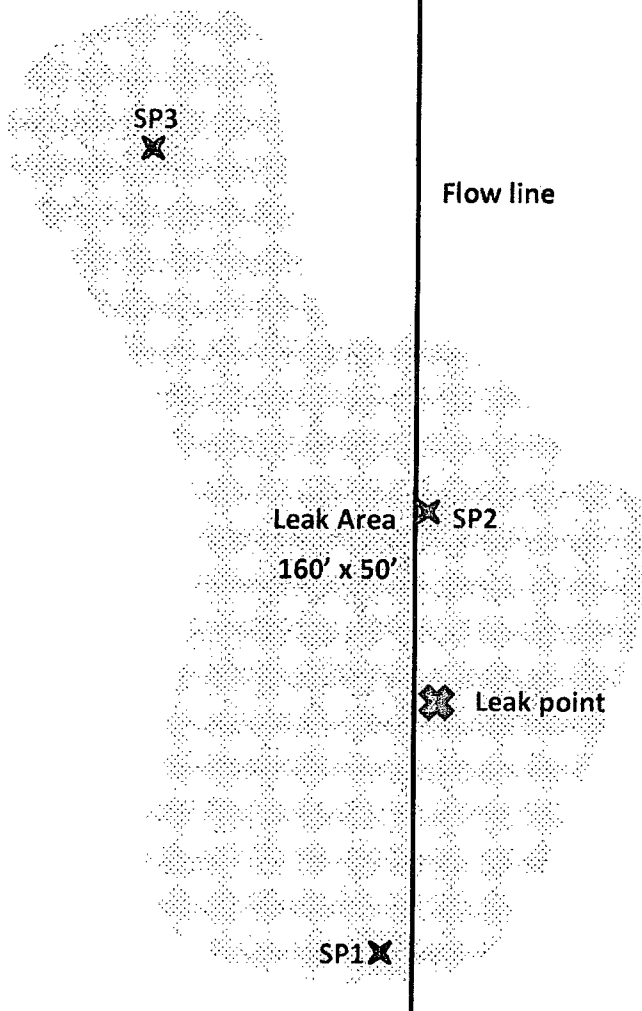 SP3
Flow line
Leak Area
160' x 50'
SP2
Leak point
SP1